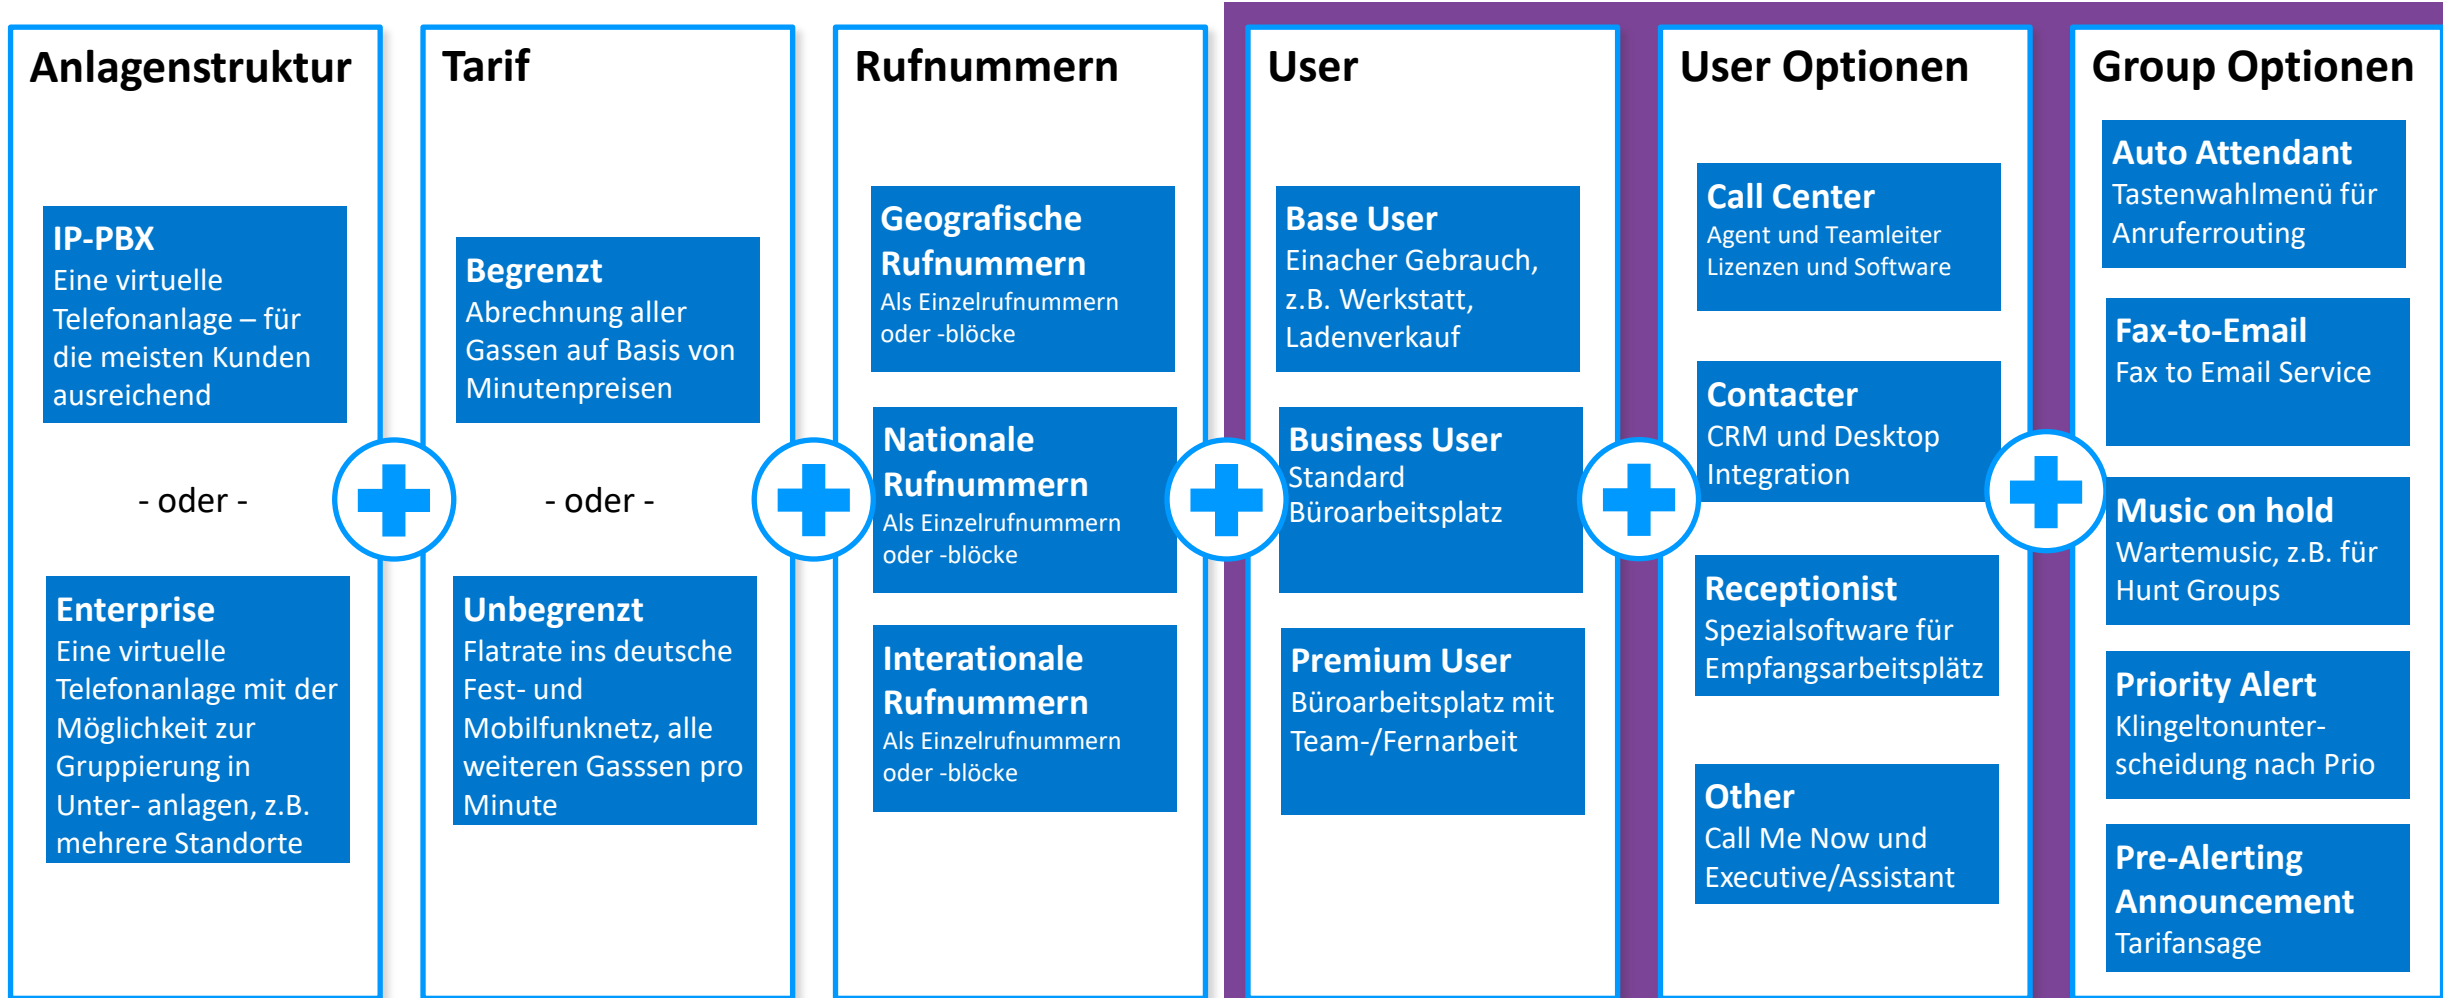 Anlagenstruktur
IP-PBX
Eine virtuelle
Telefonanlage – für
die meisten Kunden
ausreichend
- oder -
Enterprise
Eine virtuelle
Telefonanlage mit der
Möglichkeit zur
Gruppierung in
Unter- anlagen, z.B.
mehrere Standorte
Tarif
Begrenzt
Abrechnung aller
Gassen auf Basis von
Minutenpreisen
- oder -
Unbegrenzt
Flatrate ins deutsche
Fest- und
Mobilfunknetz, alle
weiteren Gasssen pro
Minute
Rufnummern
Geografische
Rufnummern
Als Einzelrufnummern
oder -blöcke
Nationale
Rufnummern
Als Einzelrufnummern
oder -blöcke
Interationale
Rufnummern
Als Einzelrufnummern
oder -blöcke
User
Base User
Einacher Gebrauch,
z.B. Werkstatt,
Ladenverkauf
Business User
Standard
Büroarbeitsplatz
Premium User
Büroarbeitsplatz mit
Team-/Fernarbeit
User Optionen
Call Center
Agent und Teamleiter
Lizenzen und Software
Contacter
CRM und Desktop
Integration
Receptionist
Spezialsoftware für
Empfangsarbeitsplätz
Other
Call Me Now und
Executive/Assistant
Group Optionen
Auto Attendant
Tastenwahlmenü für
Anruferrouting
Fax-to-Email
Fax to Email Service
Music on hold
Wartemusic, z.B. für
Hunt Groups
Priority Alert
Klingeltonunter-
scheidung nach Prio
Pre-Alerting
Announcement
Tarifansage